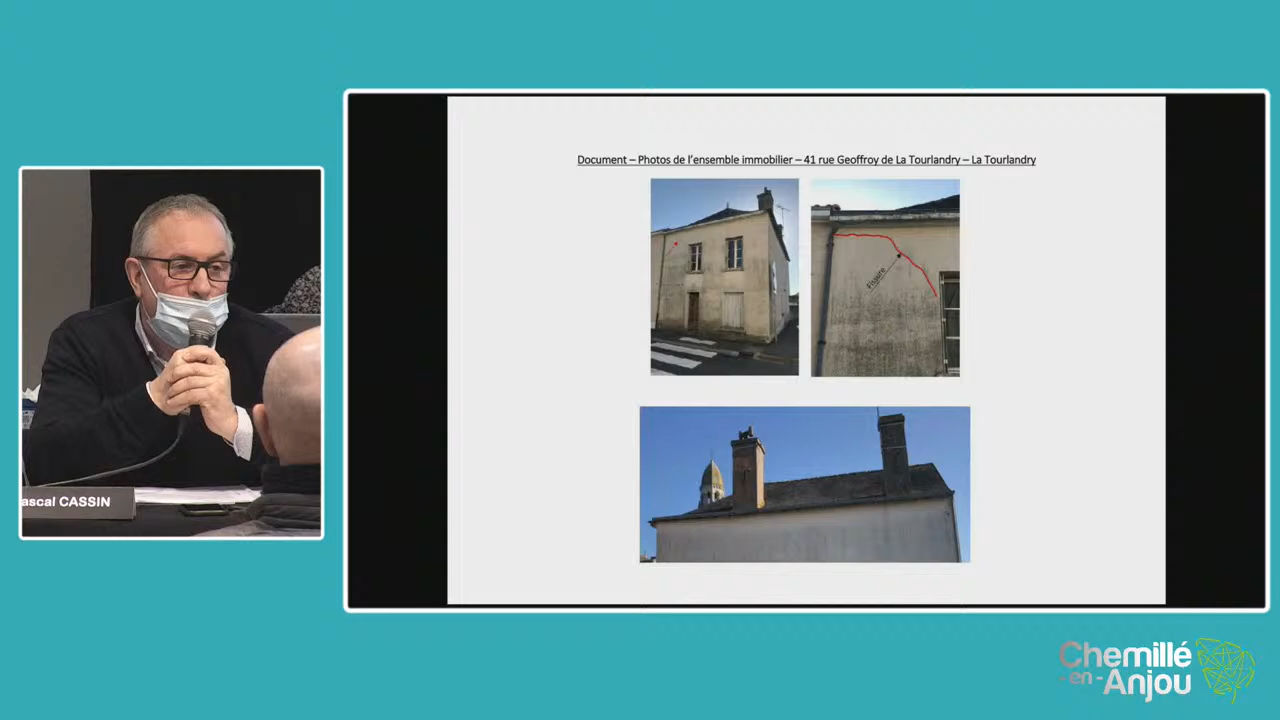 Document – Photos de l'ensemble immobilier – 41 rue Geoffroy de La Tourlandry – La Tourlandry
Fissure
ascal CASSIN
Chemillé
- en -
Anjou